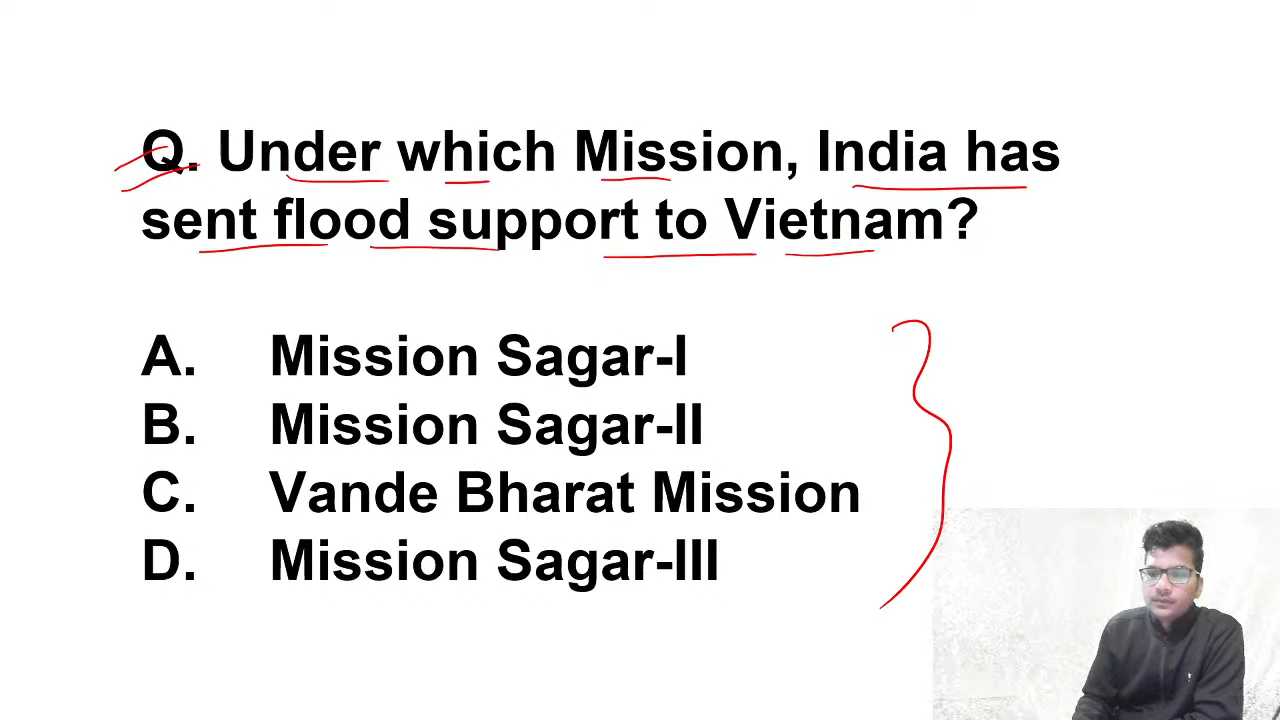 Q. Under which Mission, India has
sent flood support to Vietnam?
A. Mission Sagar-I
B. Mission Sagar-II
C. Vande Bharat Mission
D. Mission Sagar-III